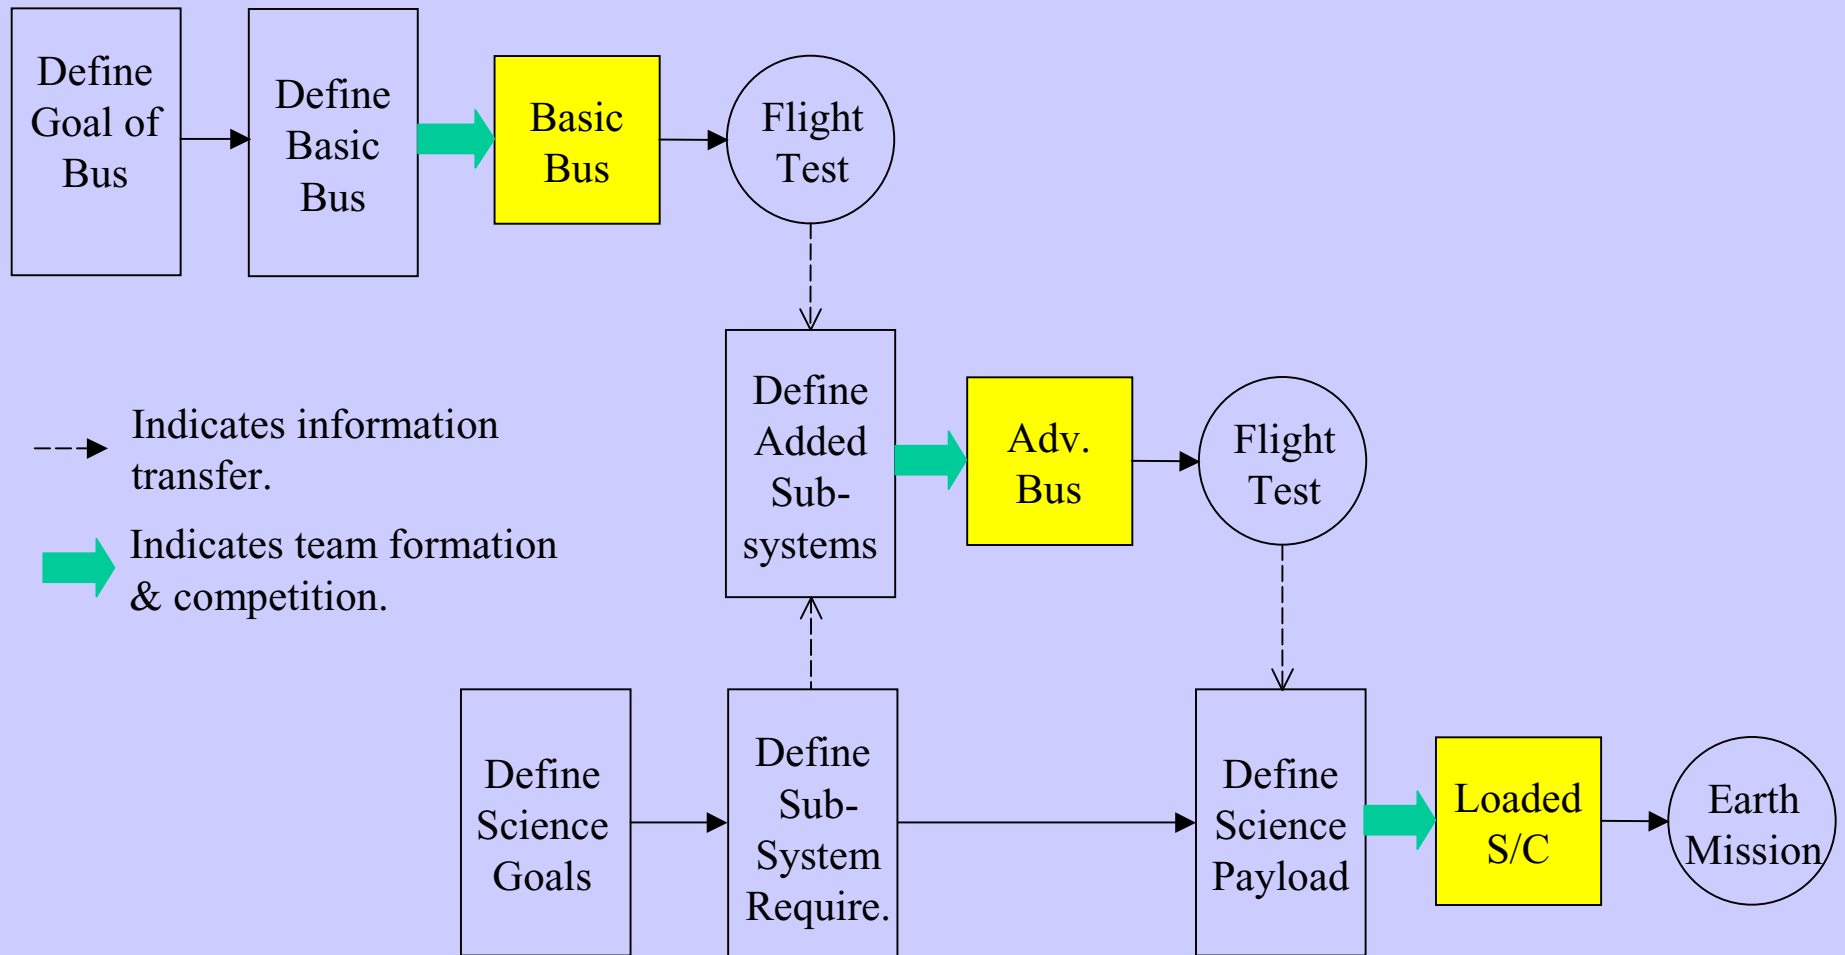 Define
Goal of
Bus
Define
Basic
Bus
Basic
Bus
Flight
Test
Indicates information
transfer.
Indicates team formation
& competition.
Define
Added
Sub-
systems
Adv.
Bus
Flight
Test
Define
Science
Goals
Define
Sub-
System
Require.
Define
Science
Payload
Loaded
S/C
Earth
Mission